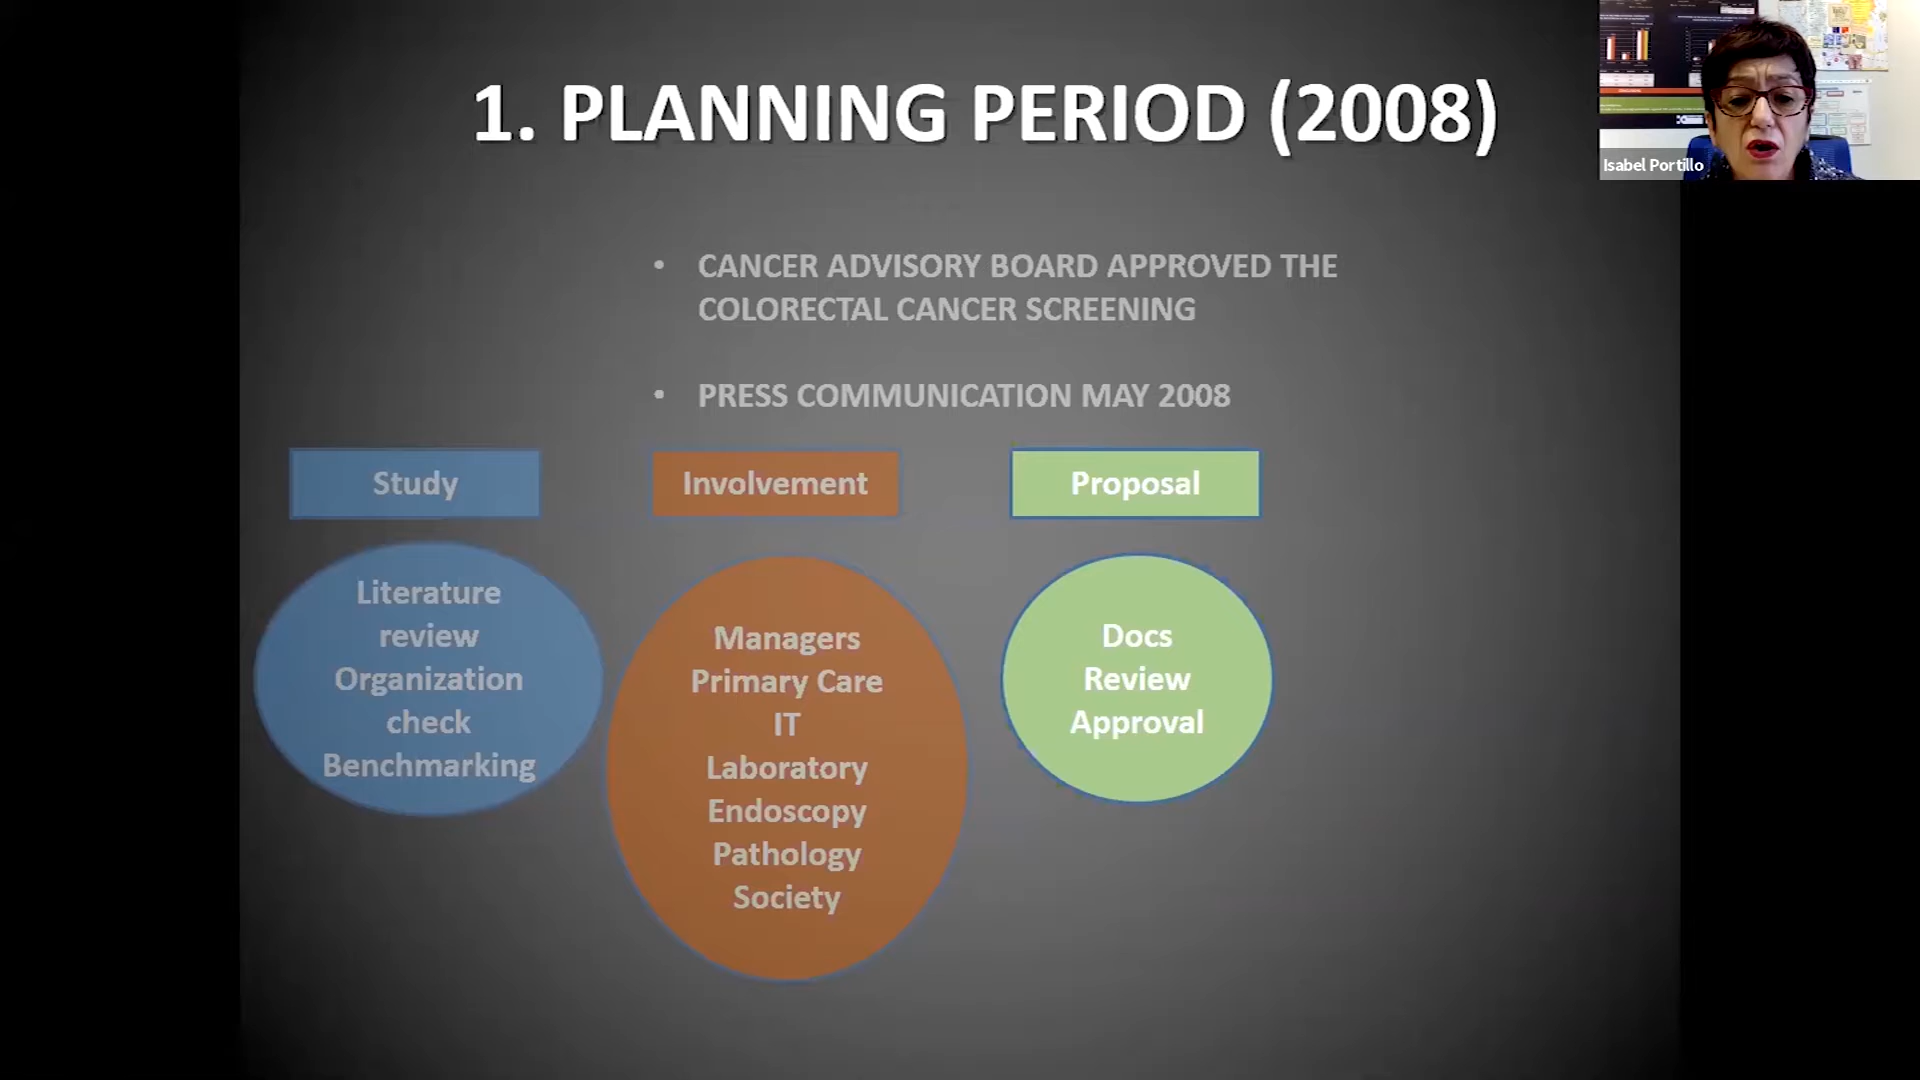 1. PLANNING PERIOD (2008)
Isabel Portillo
• CANCER ADVISORY BOARD APPROVED THE
COLORECTAL CANCER SCREENING
• PRESS COMMUNICATION MAY 2008
Study
Involvement
Proposal
Literature
review
Organization
check
Benchmarking
Managers
Primary Care
IT
Laboratory
Endoscopy
Pathology
Society
Docs
Review
Approval